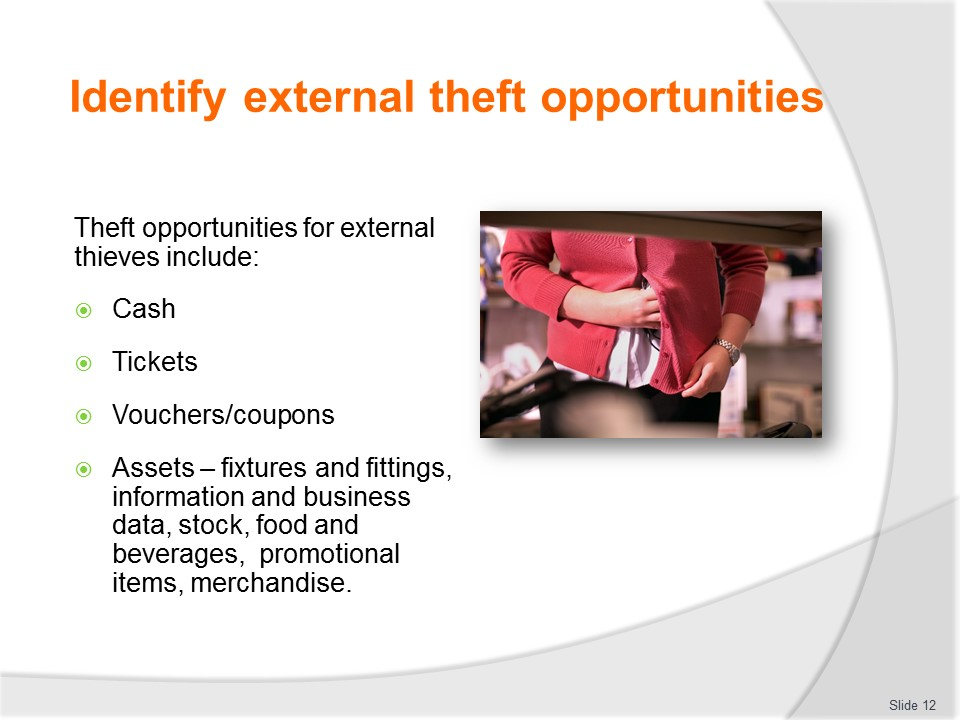 Identify external theft opportunities
Theft opportunities for external
thieves include:
Cash
Tickets
Vouchers/coupons
Assets – fixtures and fittings,
information and business
data, stock, food and
beverages,  promotional
items, merchandise.
Slide 12